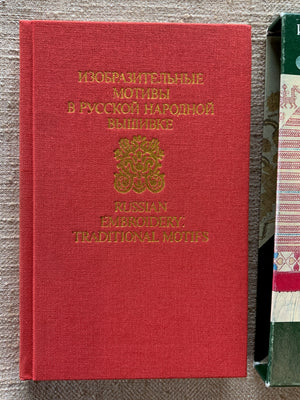 ИЗОБРАЗИТЕЛЬНЫЕ
МОТИВЫ
В РУССКОЙ НАРОДНОЙ
ВЫШИВКЕ
RUSSIAN
EMBROIDERY:
TRADITIONAL MOTIFS